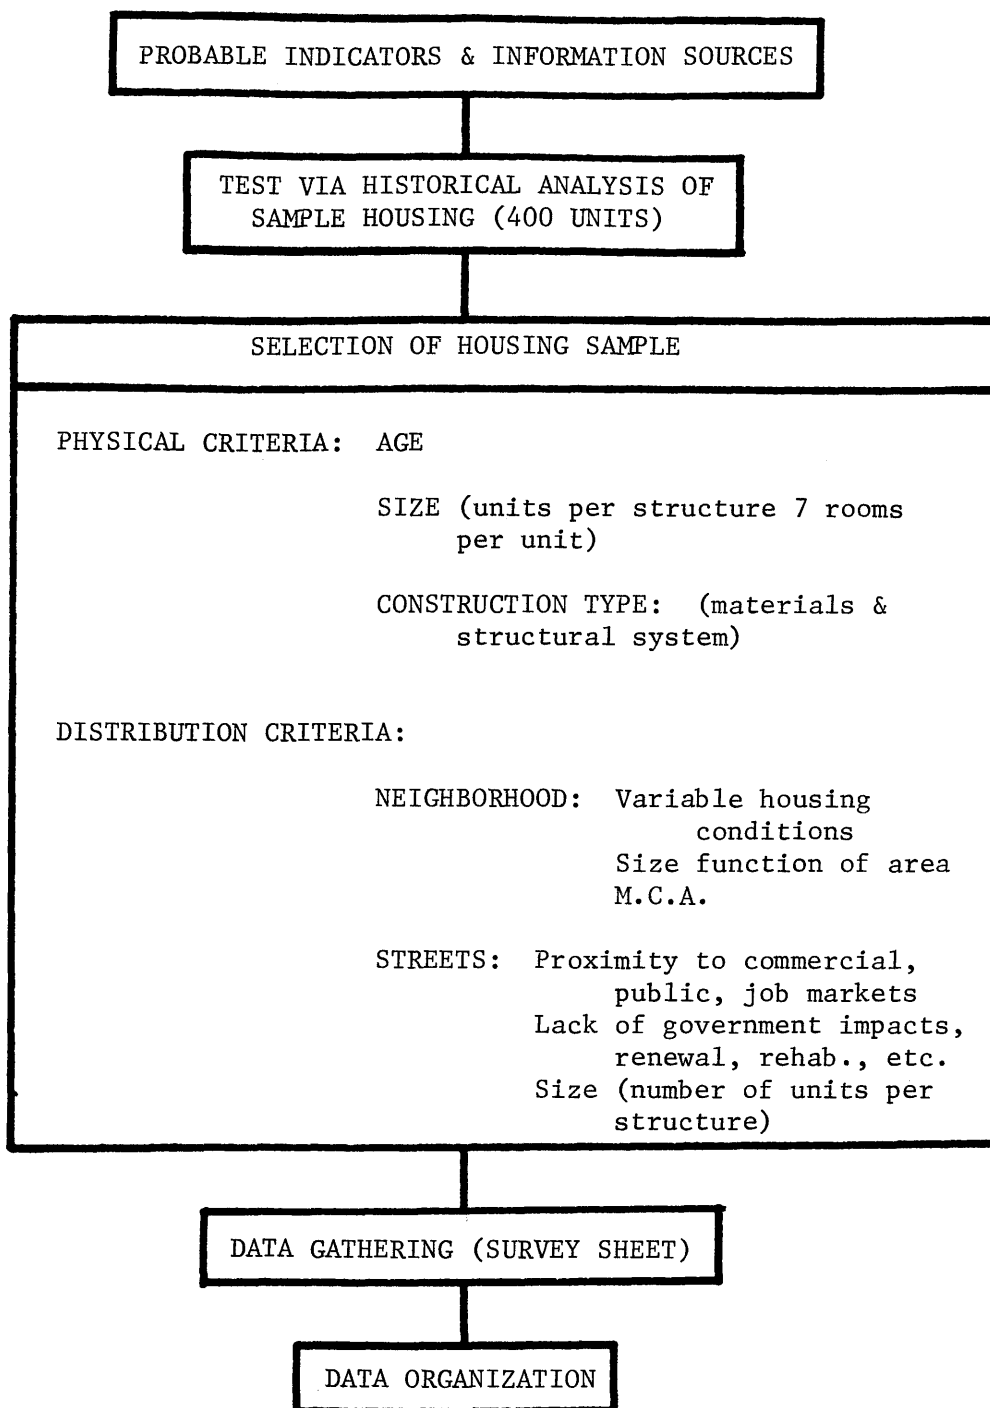 PROBABLE INDICATORS & INFORMATION SOURCES
TEST VIA HISTORICAL ANALYSIS OF
SAMPLE HOUSING (400 UNITS)
SELECTION OF HOUSING SAMPLE
PHYSICAL CRITERIA: AGE
SIZE (units per structure 7 rooms
per unit)
CONSTRUCTION TYPE: (materials &
structural system)
DISTRIBUTION CRITERIA:
NEIGHBORHOOD: Variable housing
conditions
Size function of area
M.C.A.
STREETS: Proximity to commercial,
public, job markets
Lack of government impacts,
renewal, rehab., etc.
Size (number of units per
structure)
DATA GATHERING (SURVEY SHEET)
DATA ORGANIZATION